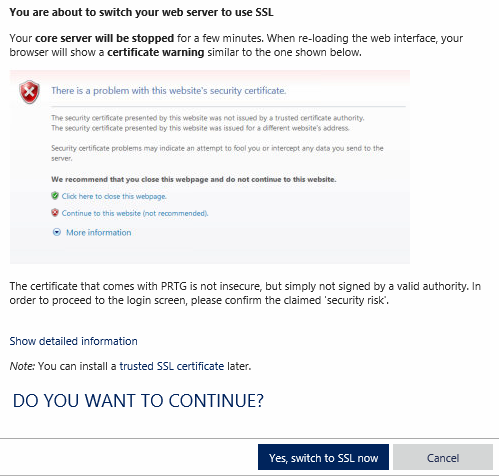 You are about to switch your web server to use SSL
Your core server will be stopped for a few minutes. When re-loading the web interface, your
browser will show a certificate warning similar to the one shown below.
There is a problem with this website's security certificate.
The security certificate presented by this website was not issued by a trusted certificate authority.
The security certificate presented by this website was issued for a different website's address.
Security certificate problems may indicate an attempt to fool you or intercept any data you send to the
server.
We recommend that you close this webpage and do not continue to this website.
Click here to close this webpage.
Continue to this website (not recommended).
More information
The certificate that comes with PRTG is not insecure, but simply not signed by a valid authority. In
order to proceed to the login screen, please confirm the claimed 'security risk'.
Show detailed information
Note: You can install a trusted SSL certificate later.
DO YOU WANT TO CONTINUE?
Yes, switch to SSL now
Cancel